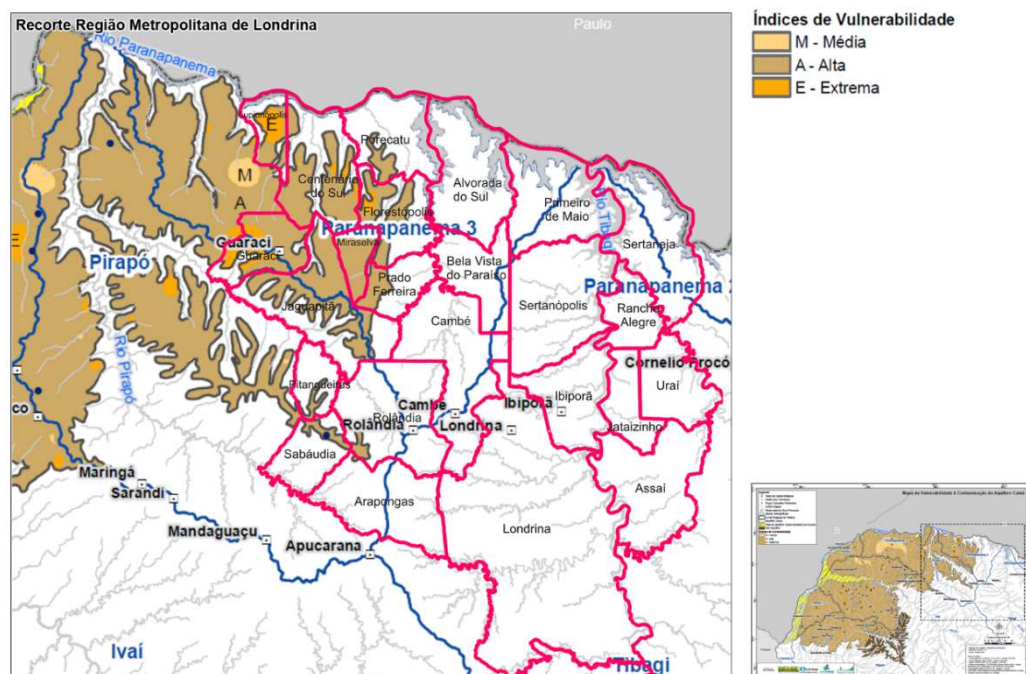 Recorte Região Metropolitana de Londrina
Paulo
Índices de Vulnerabilidade
M - Média
A - Alta
E - Extrema
Rio Paranapanema
Lupionópolis
E
Porecatu
M
Centenário
do Sul
Alvorada
do Sul
A
Florestópolis
Primeiro
de Maio
Rio Tibagi
Paranapanema 3
Guaraci
Guaraci
Miraselva
Sertaneja
E
Pirapó
Bela Vista
do Paraíso
Prado
Ferreira
Sertanópolis
Paranapanema 2
Jaguapitã
Cambé
Rancho
Alegre
Rio Pirapó
Cornelio Procó
Pitangueiras
Uraí
Cambé
Ibiporã
Ibiporã
co
Rolândia
Rolândia
Londrina
Jataizinho
Sabáudia
Maringá
Sarandi
Assaí
Arapongas
Mandaguaçu
Londrina
Apucarana
Ivaí
Tibagi